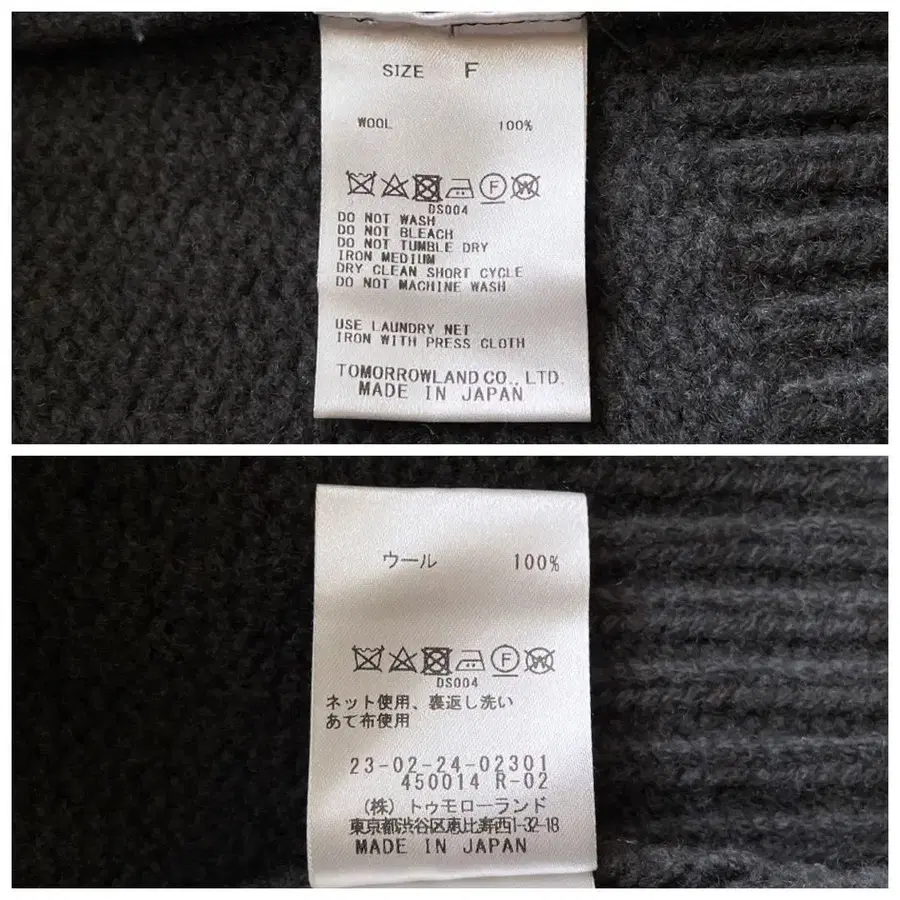 SIZE F
WOOL 100%
F
DS004
DO NOT WASH
DO NOT BLEACH
DO NOT TUMBLE DRY
IRON MEDIUM
DRY CLEAN SHORT CYCLE
DO NOT MACHINE WASH
USE LAUNDRY NET
IRON WITH PRESS CLOTH
TOMORROWLAND CO., LTD.
MADE IN JAPAN
ウール 100%
F
DS004
ネット使用、裏返し洗い
あて布使用
23-02-24-02301
450014 R-02
(株) トゥモローランド
東京都渋谷区恵比寿西1-32-18
MADE IN JAPAN